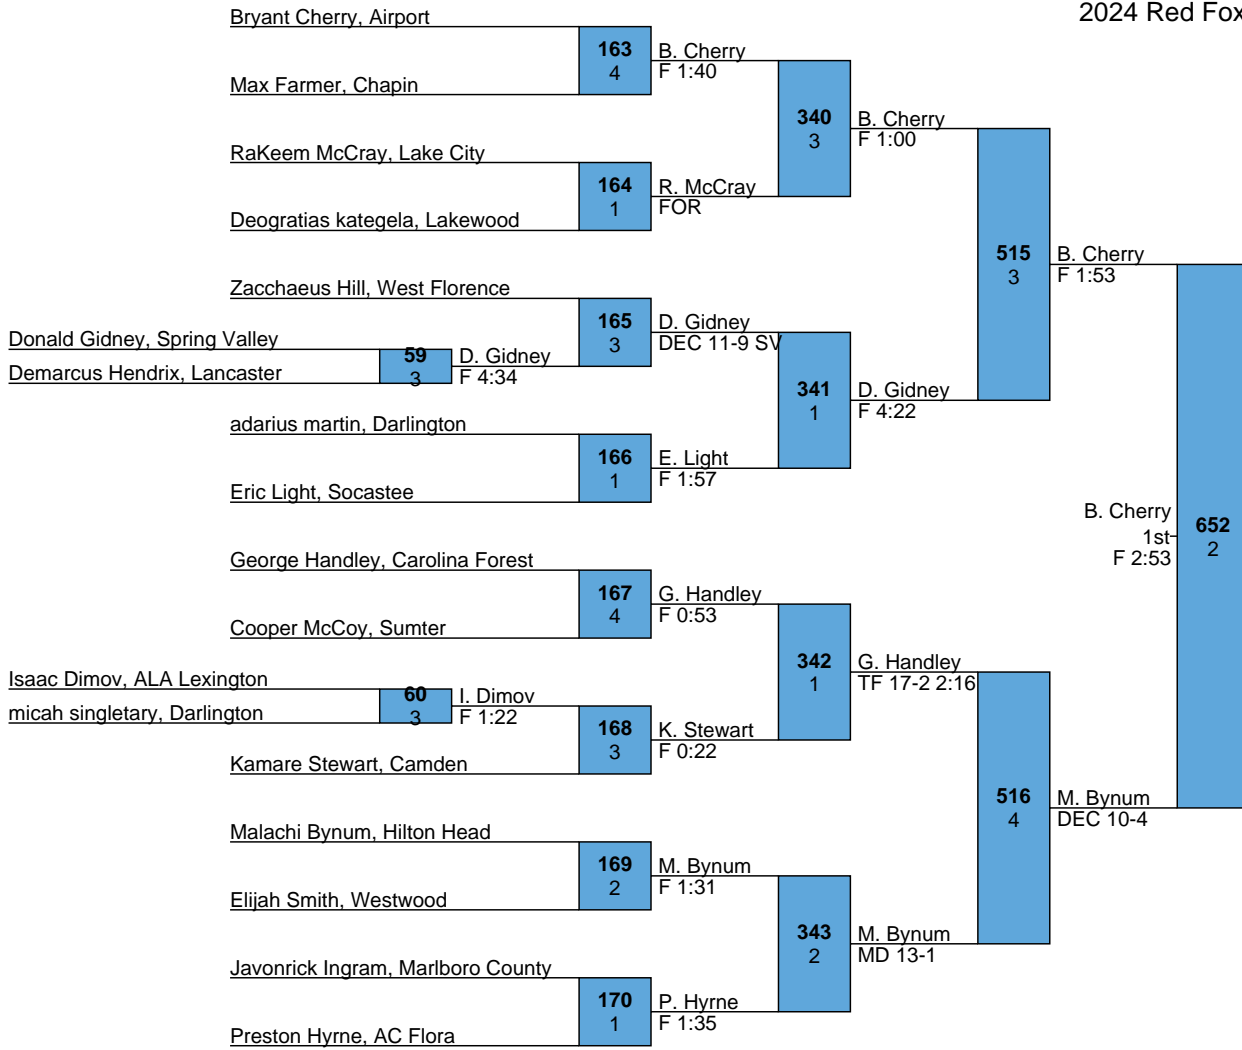 2024 Red Fox
Bryant Cherry, Airport
163
4
B. Cherry
F 1:40
Max Farmer, Chapin
340
3
B. Cherry
F 1:00
RaKeem McCray, Lake City
164
1
R. McCray
FOR
Deogratias kategela, Lakewood
515
3
B. Cherry
F 1:53
Zacchaeus Hill, West Florence
165
3
D. Gidney
DEC 11-9 SV
Donald Gidney, Spring Valley
59
3
D. Gidney
F 4:34
Demarcus Hendrix, Lancaster
341
1
D. Gidney
F 4:22
adarius martin, Darlington
166
1
E. Light
F 1:57
Eric Light, Socastee
B. Cherry
1st
F 2:53
652
2
George Handley, Carolina Forest
167
4
G. Handley
F 0:53
Cooper McCoy, Sumter
342
1
G. Handley
TF 17-2 2:16
Isaac Dimov, ALA Lexington
60
3
I. Dimov
F 1:22
micah singletary, Darlington
168
3
K. Stewart
F 0:22
Kamare Stewart, Camden
516
4
M. Bynum
DEC 10-4
Malachi Bynum, Hilton Head
169
2
M. Bynum
F 1:31
Elijah Smith, Westwood
343
2
M. Bynum
MD 13-1
Javonrick Ingram, Marlboro County
170
1
P. Hyrne
F 1:35
Preston Hyrne, AC Flora